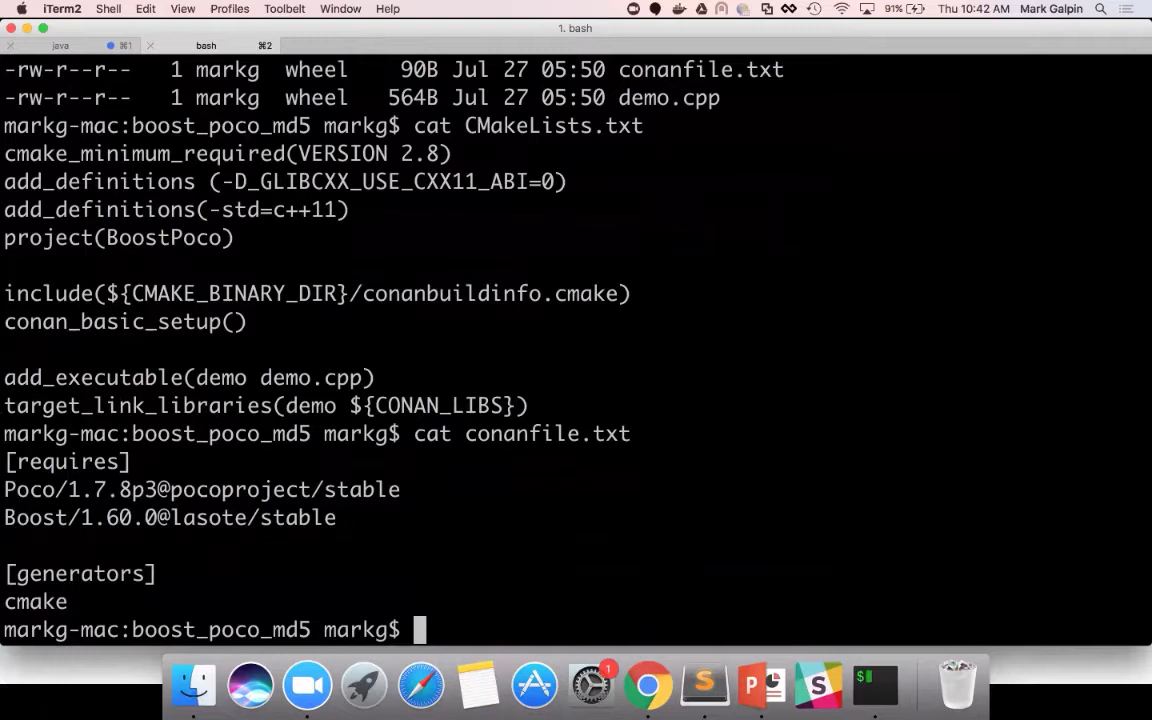 iTerm2 Shell Edit View Profiles Toolbelt Window Help 91% Thu 10:42 AM Mark Galpin
1. bash
java ⌘1 bash ⌘2
-rw-r--r-- 1 markg wheel 90B Jul 27 05:50 conanfile.txt
-rw-r--r-- 1 markg wheel 564B Jul 27 05:50 demo.cpp
markg-mac:boost_poco_md5 markg$ cat CMakeLists.txt
cmake_minimum_required(VERSION 2.8)
add_definitions (-D_GLIBCXX_USE_CXX11_ABI=0)
add_definitions(-std=c++11)
project(BoostPoco)
include(${CMAKE_BINARY_DIR}/conanbuildinfo.cmake)
conan_basic_setup()
add_executable(demo demo.cpp)
target_link_libraries(demo ${CONAN_LIBS})
markg-mac:boost_poco_md5 markg$ cat conanfile.txt
[requires]
Poco/1.7.8p3@pocoproject/stable
Boost/1.60.0@lasote/stable
[generators]
cmake
markg-mac:boost_poco_md5 markg$
1
S P S $